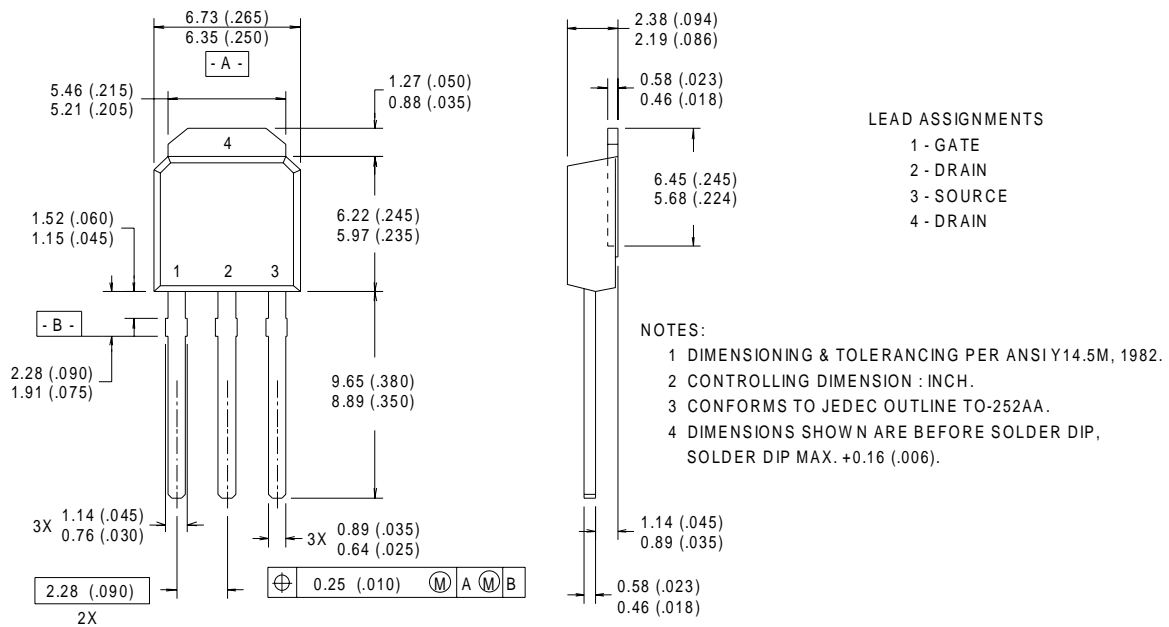 6.73 (.265)
6.35 (.250)
- A -
5.46 (.215)
5.21 (.205)
1.27 (.050)
0.88 (.035)
4
1.52 (.060)
1.15 (.045)
6.22 (.245)
5.97 (.235)
1 2 3
- B -
2.28 (.090)
1.91 (.075)
9.65 (.380)
8.89 (.350)
3X 1.14 (.045)
0.76 (.030)
3X 0.89 (.035)
0.64 (.025)
2.28 (.090)
2X
⌖ 0.25 (.010) Ⓜ A Ⓜ B
2.38 (.094)
2.19 (.086)
0.58 (.023)
0.46 (.018)
6.45 (.245)
5.68 (.224)
1.14 (.045)
0.89 (.035)
0.58 (.023)
0.46 (.018)
LEAD ASSIGNMENTS
1 - GATE
2 - DRAIN
3 - SOURCE
4 - DRAIN
NOTES:
1 DIMENSIONING & TOLERANCING PER ANSI Y14.5M, 1982.
2 CONTROLLING DIMENSION : INCH.
3 CONFORMS TO JEDEC OUTLINE TO-252AA.
4 DIMENSIONS SHOWN ARE BEFORE SOLDER DIP,
SOLDER DIP MAX. +0.16 (.006).